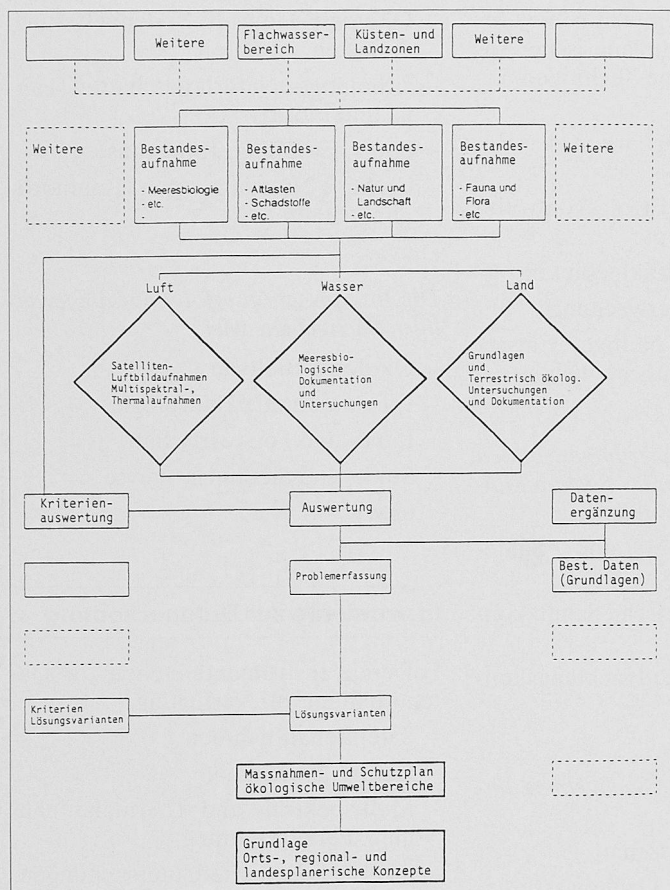 Weitere
Flachwasser-
bereich
Küsten- und
Landzonen
Weitere
Weitere
Bestandes-
aufnahme
- Meeresbiologie
- etc.
-
Bestandes-
aufnahme
- Altlasten
- Schadstoffe
- etc.
Bestandes-
aufnahme
- Natur und
Landschaft
- etc.
Bestandes-
aufnahme
- Fauna und
Flora
- etc
Weitere
Luft
Wasser
Land
Satelliten-
Luftbildaufnahmen
Multispektral-,
Thermalaufnahmen
Meeresbio-
logische
Dokumentation
und
Untersuchungen
Grundlagen
und
Terrestrisch ökolog.
Untersuchungen
und Dokumentation
Kriterien-
auswertung
Auswertung
Daten-
ergänzung
Problemerfassung
Best. Daten
(Grundlagen)
Kriterien
Lösungsvarianten
Lösungsvarianten
Massnahmen- und Schutzplan
ökologische Umweltbereiche
Grundlage
Orts-, regional- und
landesplanerische Konzepte